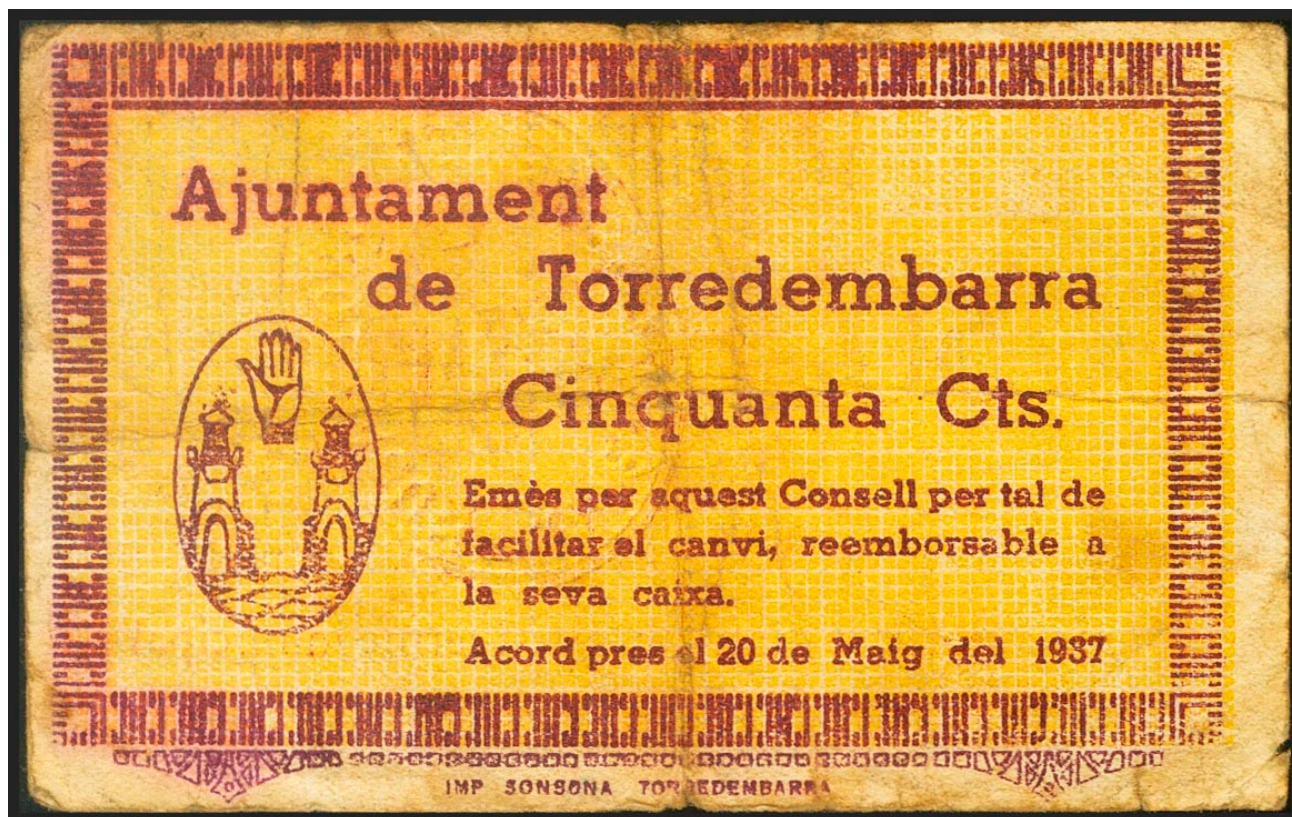 Ajuntament
de Torredembarra
Cinquanta Cts.
Emès per aquest Consell per tal de
facilitar el canvi, reemborsable a
la seva caixa.
Acord pres el 20 de Maig del 1937
IMP SONSONA TORREDEMBARRA